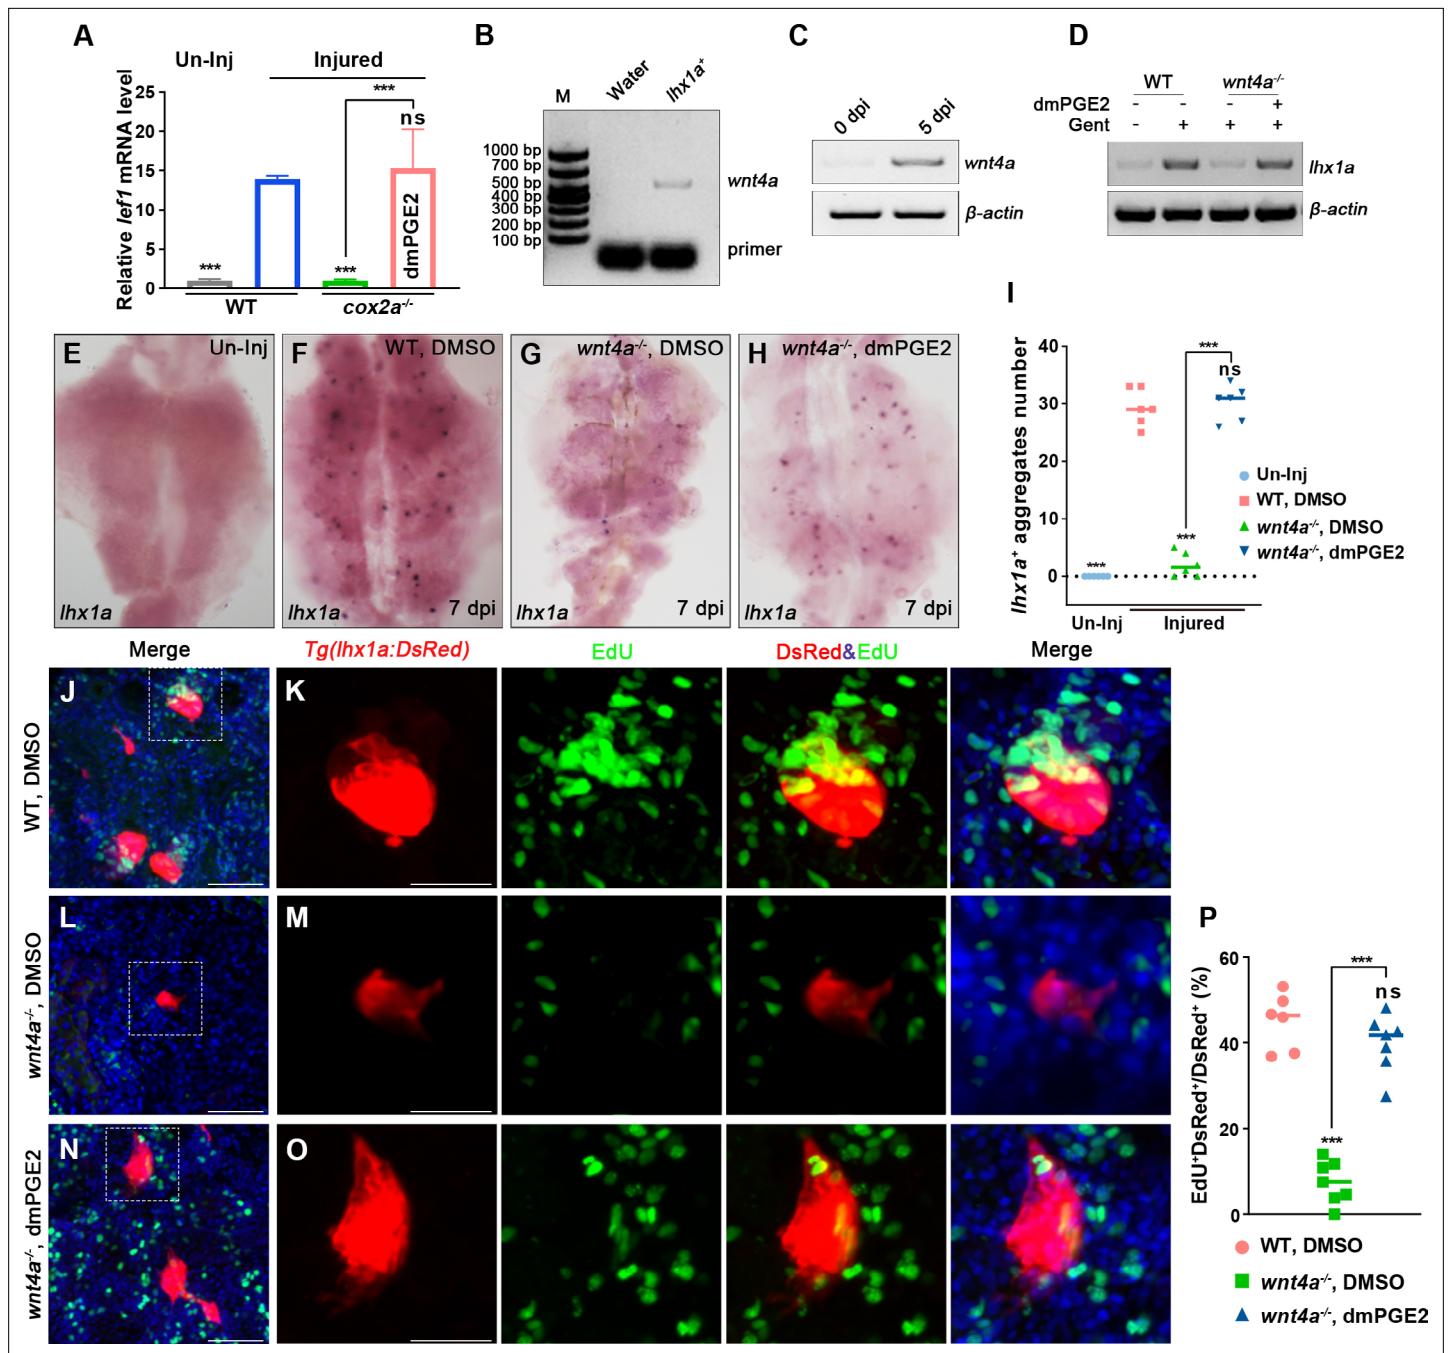 A
Un-Inj
Injured
***
ns
Relative lef1 mRNA level
25
20
15
10
5
0
***
***
dmPGE2
WT
cox2a-/-
B
M
Water
lhx1a+
1000 bp
700 bp
500 bp
400 bp
300 bp
200 bp
100 bp
wnt4a
primer
C
0 dpi
5 dpi
wnt4a
β-actin
D
WT
wnt4a-/-
dmPGE2
- - - +
Gent
- + + +
lhx1a
β-actin
E
Un-Inj
lhx1a
F
WT, DMSO
lhx1a
7 dpi
G
wnt4a-/-, DMSO
lhx1a
7 dpi
H
wnt4a-/-, dmPGE2
lhx1a
7 dpi
I
lhx1a+ aggregates number
40
30
20
10
0
***
ns
***
***
Un-Inj
WT, DMSO
wnt4a-/-, DMSO
wnt4a-/-, dmPGE2
Un-Inj
Injured
Merge
Tg(lhx1a:DsRed)
EdU
DsRed&EdU
Merge
WT, DMSO
J
K
wnt4a-/-, DMSO
L
M
wnt4a-/-, dmPGE2
N
O
P
EdU+DsRed+/DsRed+ (%)
60
40
20
0
***
ns
***
WT, DMSO
wnt4a-/-, DMSO
wnt4a-/-, dmPGE2